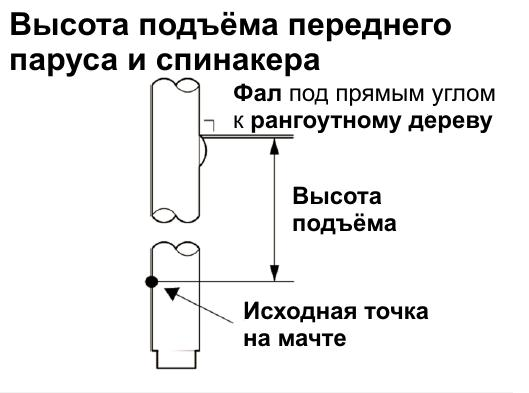 Высота подъёма переднего
паруса и спинакера
Фал под прямым углом
к рангоутному дереву
Высота
подъёма
Исходная точка
на мачте